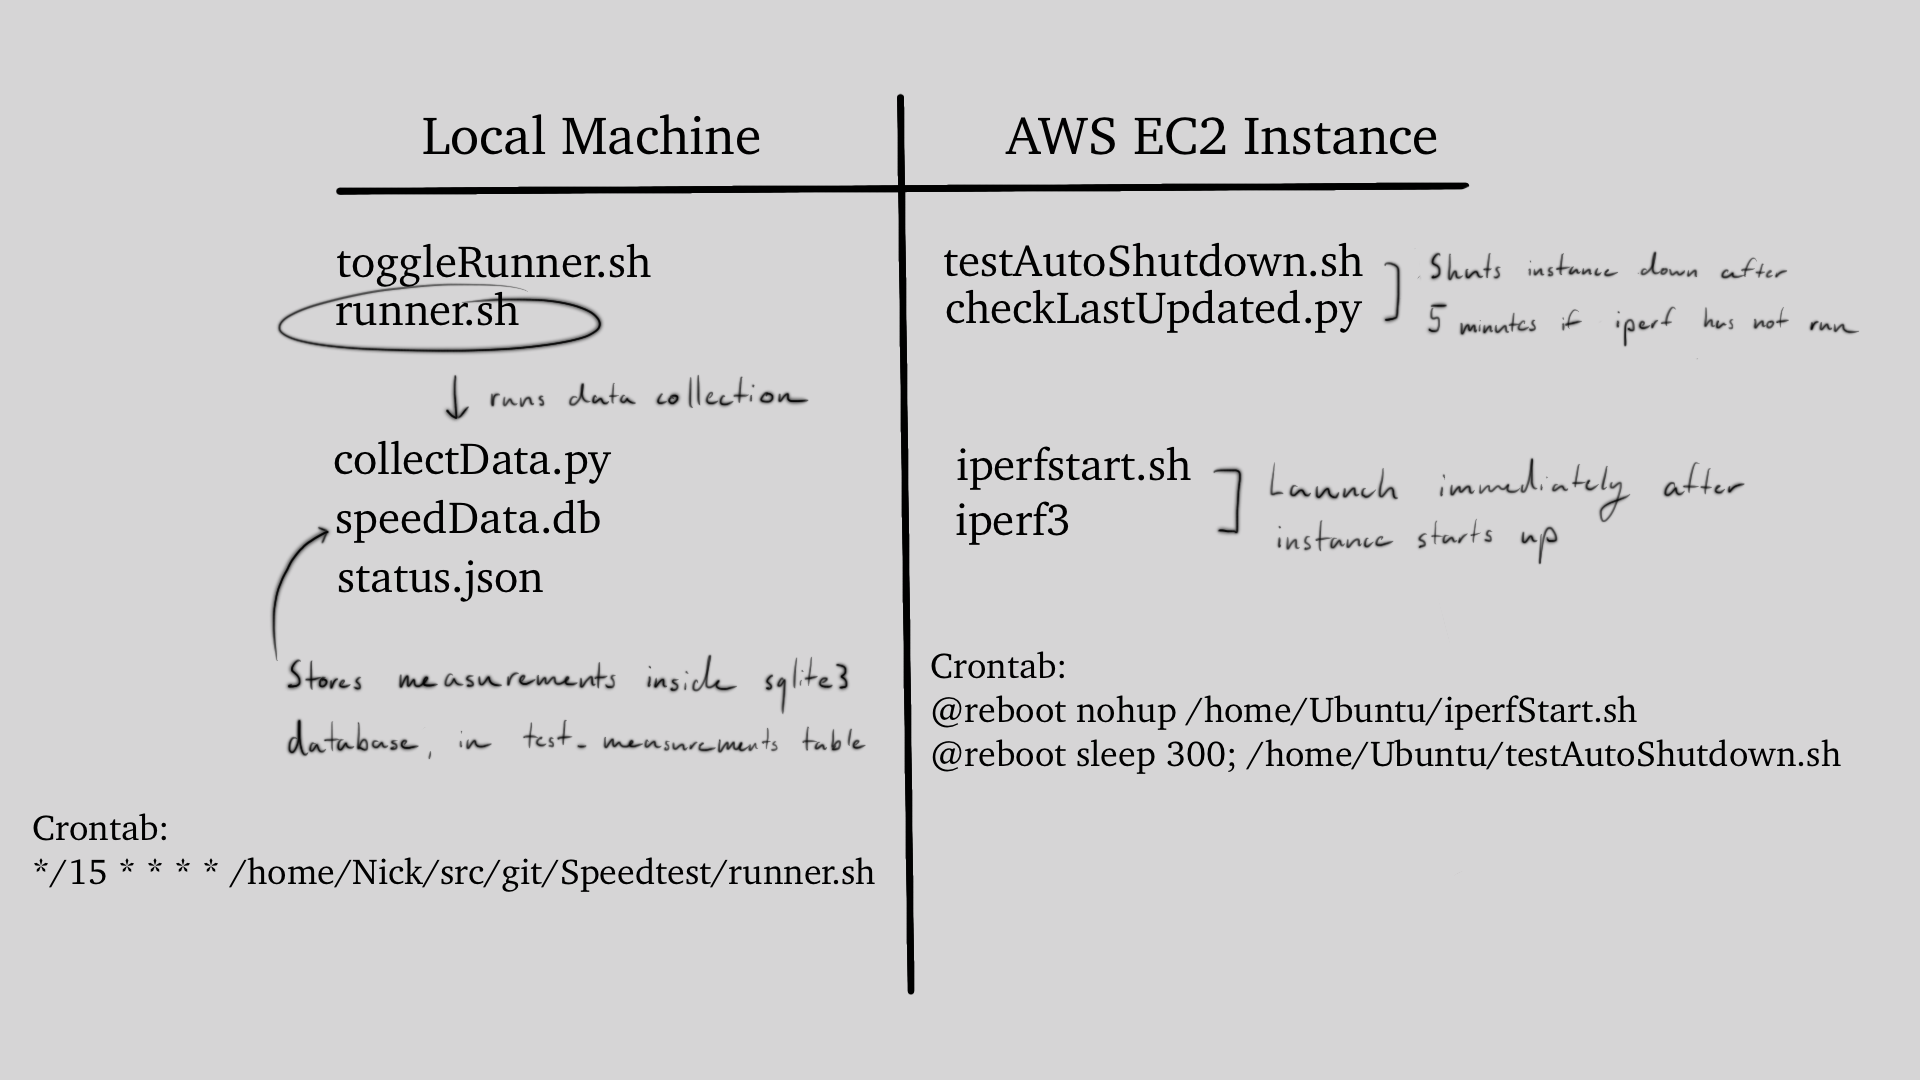 Local Machine
toggleRunner.sh
runner.sh
runs data collection
collectData.py
speedData.db
status.json
Stores measurements inside sqlite3
database, in test_measurements table
Crontab:
*/15 * * * * /home/Nick/src/git/Speedtest/runner.sh
AWS EC2 Instance
testAutoShutdown.sh
checkLastUpdated.py
Shuts instance down after
5 minutes if iperf has not run
iperfstart.sh
iperf3
Launch immediately after
instance starts up
Crontab:
@reboot nohup /home/Ubuntu/iperfStart.sh
@reboot sleep 300; /home/Ubuntu/testAutoShutdown.sh